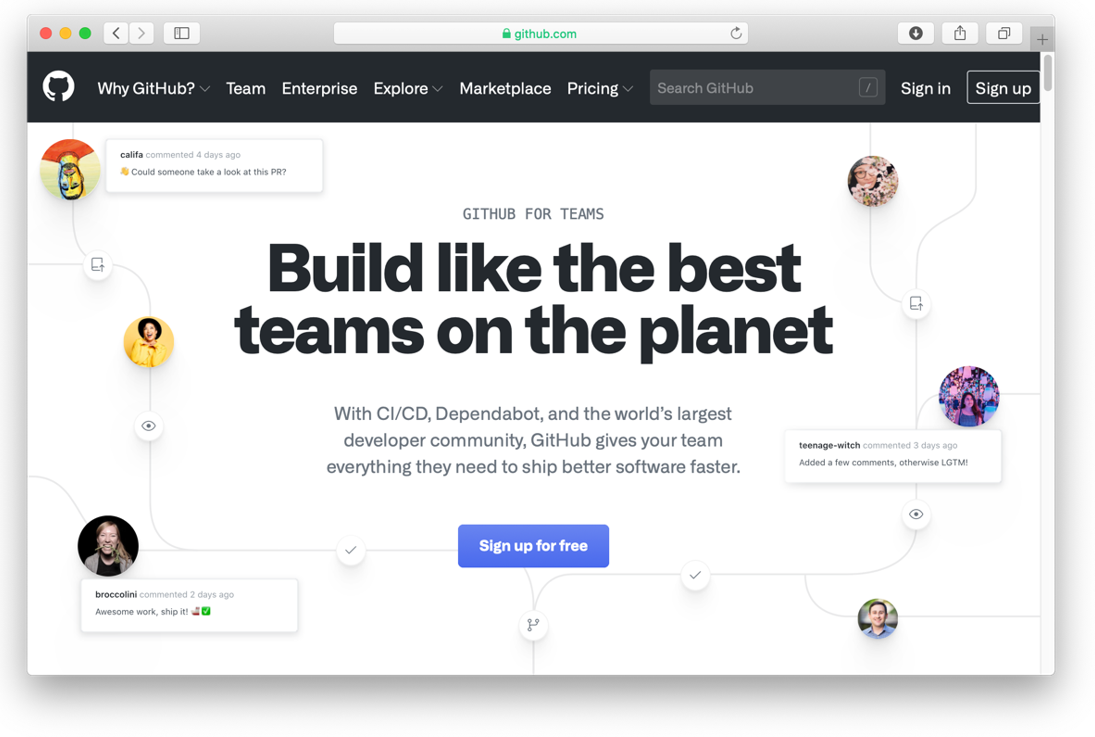 github.com
Why GitHub? Team Enterprise Explore Marketplace Pricing Search GitHub / Sign in Sign up
califa commented 4 days ago
👋 Could someone take a look at this PR?
GITHUB FOR TEAMS
Build like the best
teams on the planet
With CI/CD, Dependabot, and the world’s largest
developer community, GitHub gives your team
everything they need to ship better software faster.
teenage-witch commented 3 days ago
Added a few comments, otherwise LGTM!
Sign up for free
broccolini commented 2 days ago
Awesome work, ship it! 🚢✅